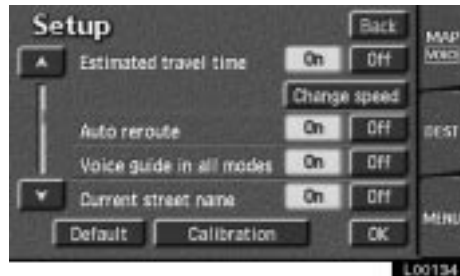 Setup
Back
MAP
VOICE
Estimated travel time
On
Off
Change speed
Auto reroute
On
Off
DEST
Voice guide in all modes
On
Off
Current street name
On
Off
MENU
Default
Calibration
OK
L00134